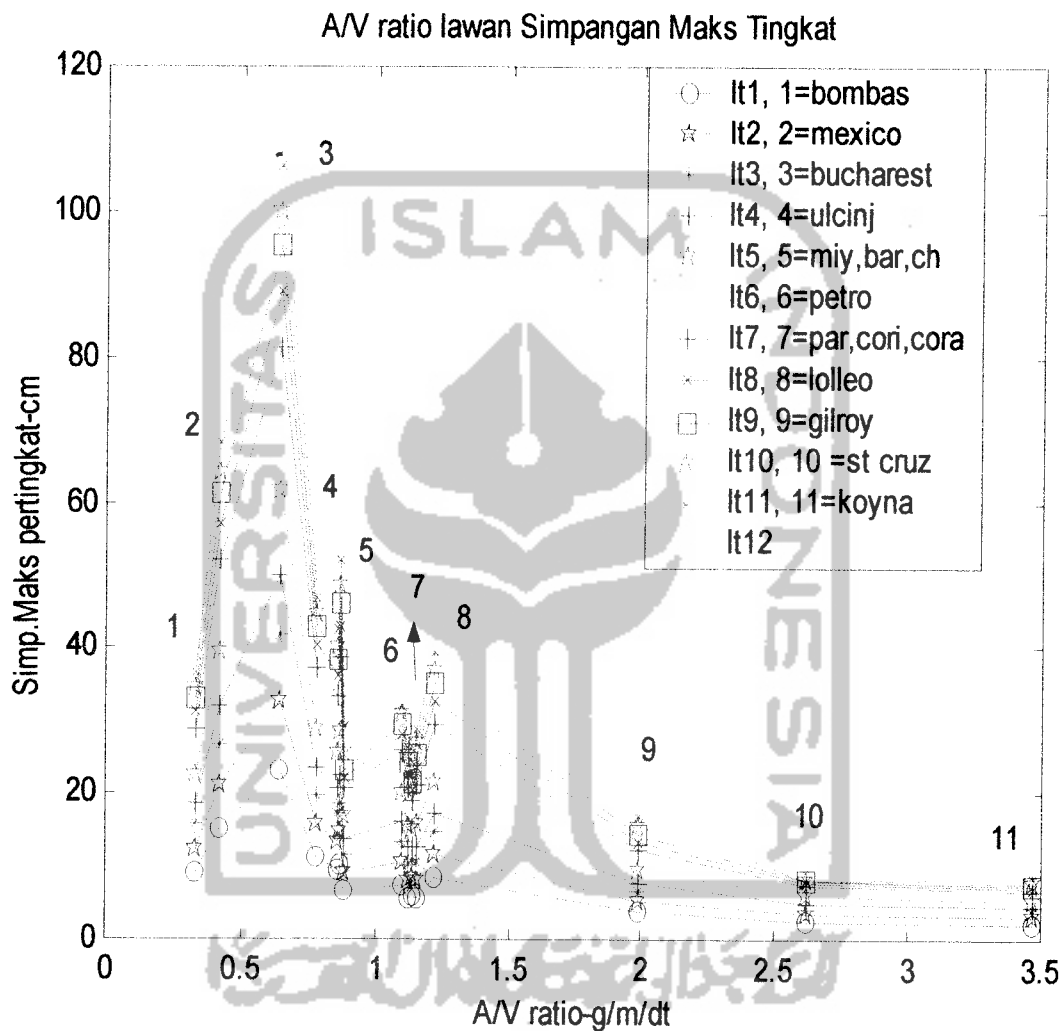 A/V ratio lawan Simpangan Maks Tingkat
120
100
80
60
40
20
0
Simp.Maks pertingkat-cm
1
2
3
4
5
6
7
8
9
10
11
lt1, 1=bombas
lt2, 2=mexico
lt3, 3=bucharest
lt4, 4=ulcinj
lt5, 5=miy,bar,ch
lt6, 6=petro
lt7, 7=par,cori,cora
lt8, 8=lolleo
lt9, 9=gilroy
lt10, 10 =st cruz
lt11, 11=koyna
lt12
UNIVERSITAS
ISLAM
INDONESIA
0
0.5
1
1.5
2
2.5
3
3.5
A/V ratio-g/m/dt